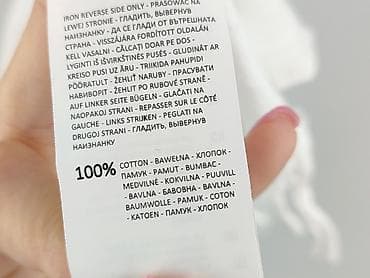 IRON REVERSE SIDE ONLY - PRASOWAĆ NA
LEWEJ STRONIE - ГЛАДИТЬ, ВЫВЕРНУВ
НАИЗНАНКУ - ДА СЕ ГЛАДИ ОТ ВЪТРЕШНАТА
СТРАНА - VISSZÁJÁRA FORDÍTOTT OLDALÁN
KELL VASALNI - CĂLCAȚI DOAR PE DOS -
LYGINTI IŠ IŠVIRKŠTINĖS PUSĖS - GLUDINĀT AR
KREISO PUSI UZ ĀRU - TRIIKIDA PAHUPIDI
PÖÖRATULT - ŽEHLIŤ NARUBY - ПРАСУВАТИ
НАВИВОРІТ - ŽEHLIT PO RUBOVÉ STRANĚ -
AUF LINKER SEITE BÜGELN - GLAČATI NA
NAOPAKOJ STRANI - REPASSER SUR LE CÔTÉ
GAUCHE - LINKS STRIJKEN - PEGLATI NA
DRUGOJ STRANI - ГЛАДИТЬ, ВЫВЕРНУВ
НАИЗНАНКУ
100% COTTON - BAWEŁNA - ХЛОПОК -
ПАМУК - PAMUT - BUMBAC -
MEDVILNĖ - KOKVILNA - PUUVILL
- BAVLNA - БАВОВНА - BAVLNA -
BAUMWOLLE - PAMUK - COTON
- KATOEN - ПАМУК - ХЛОПОК